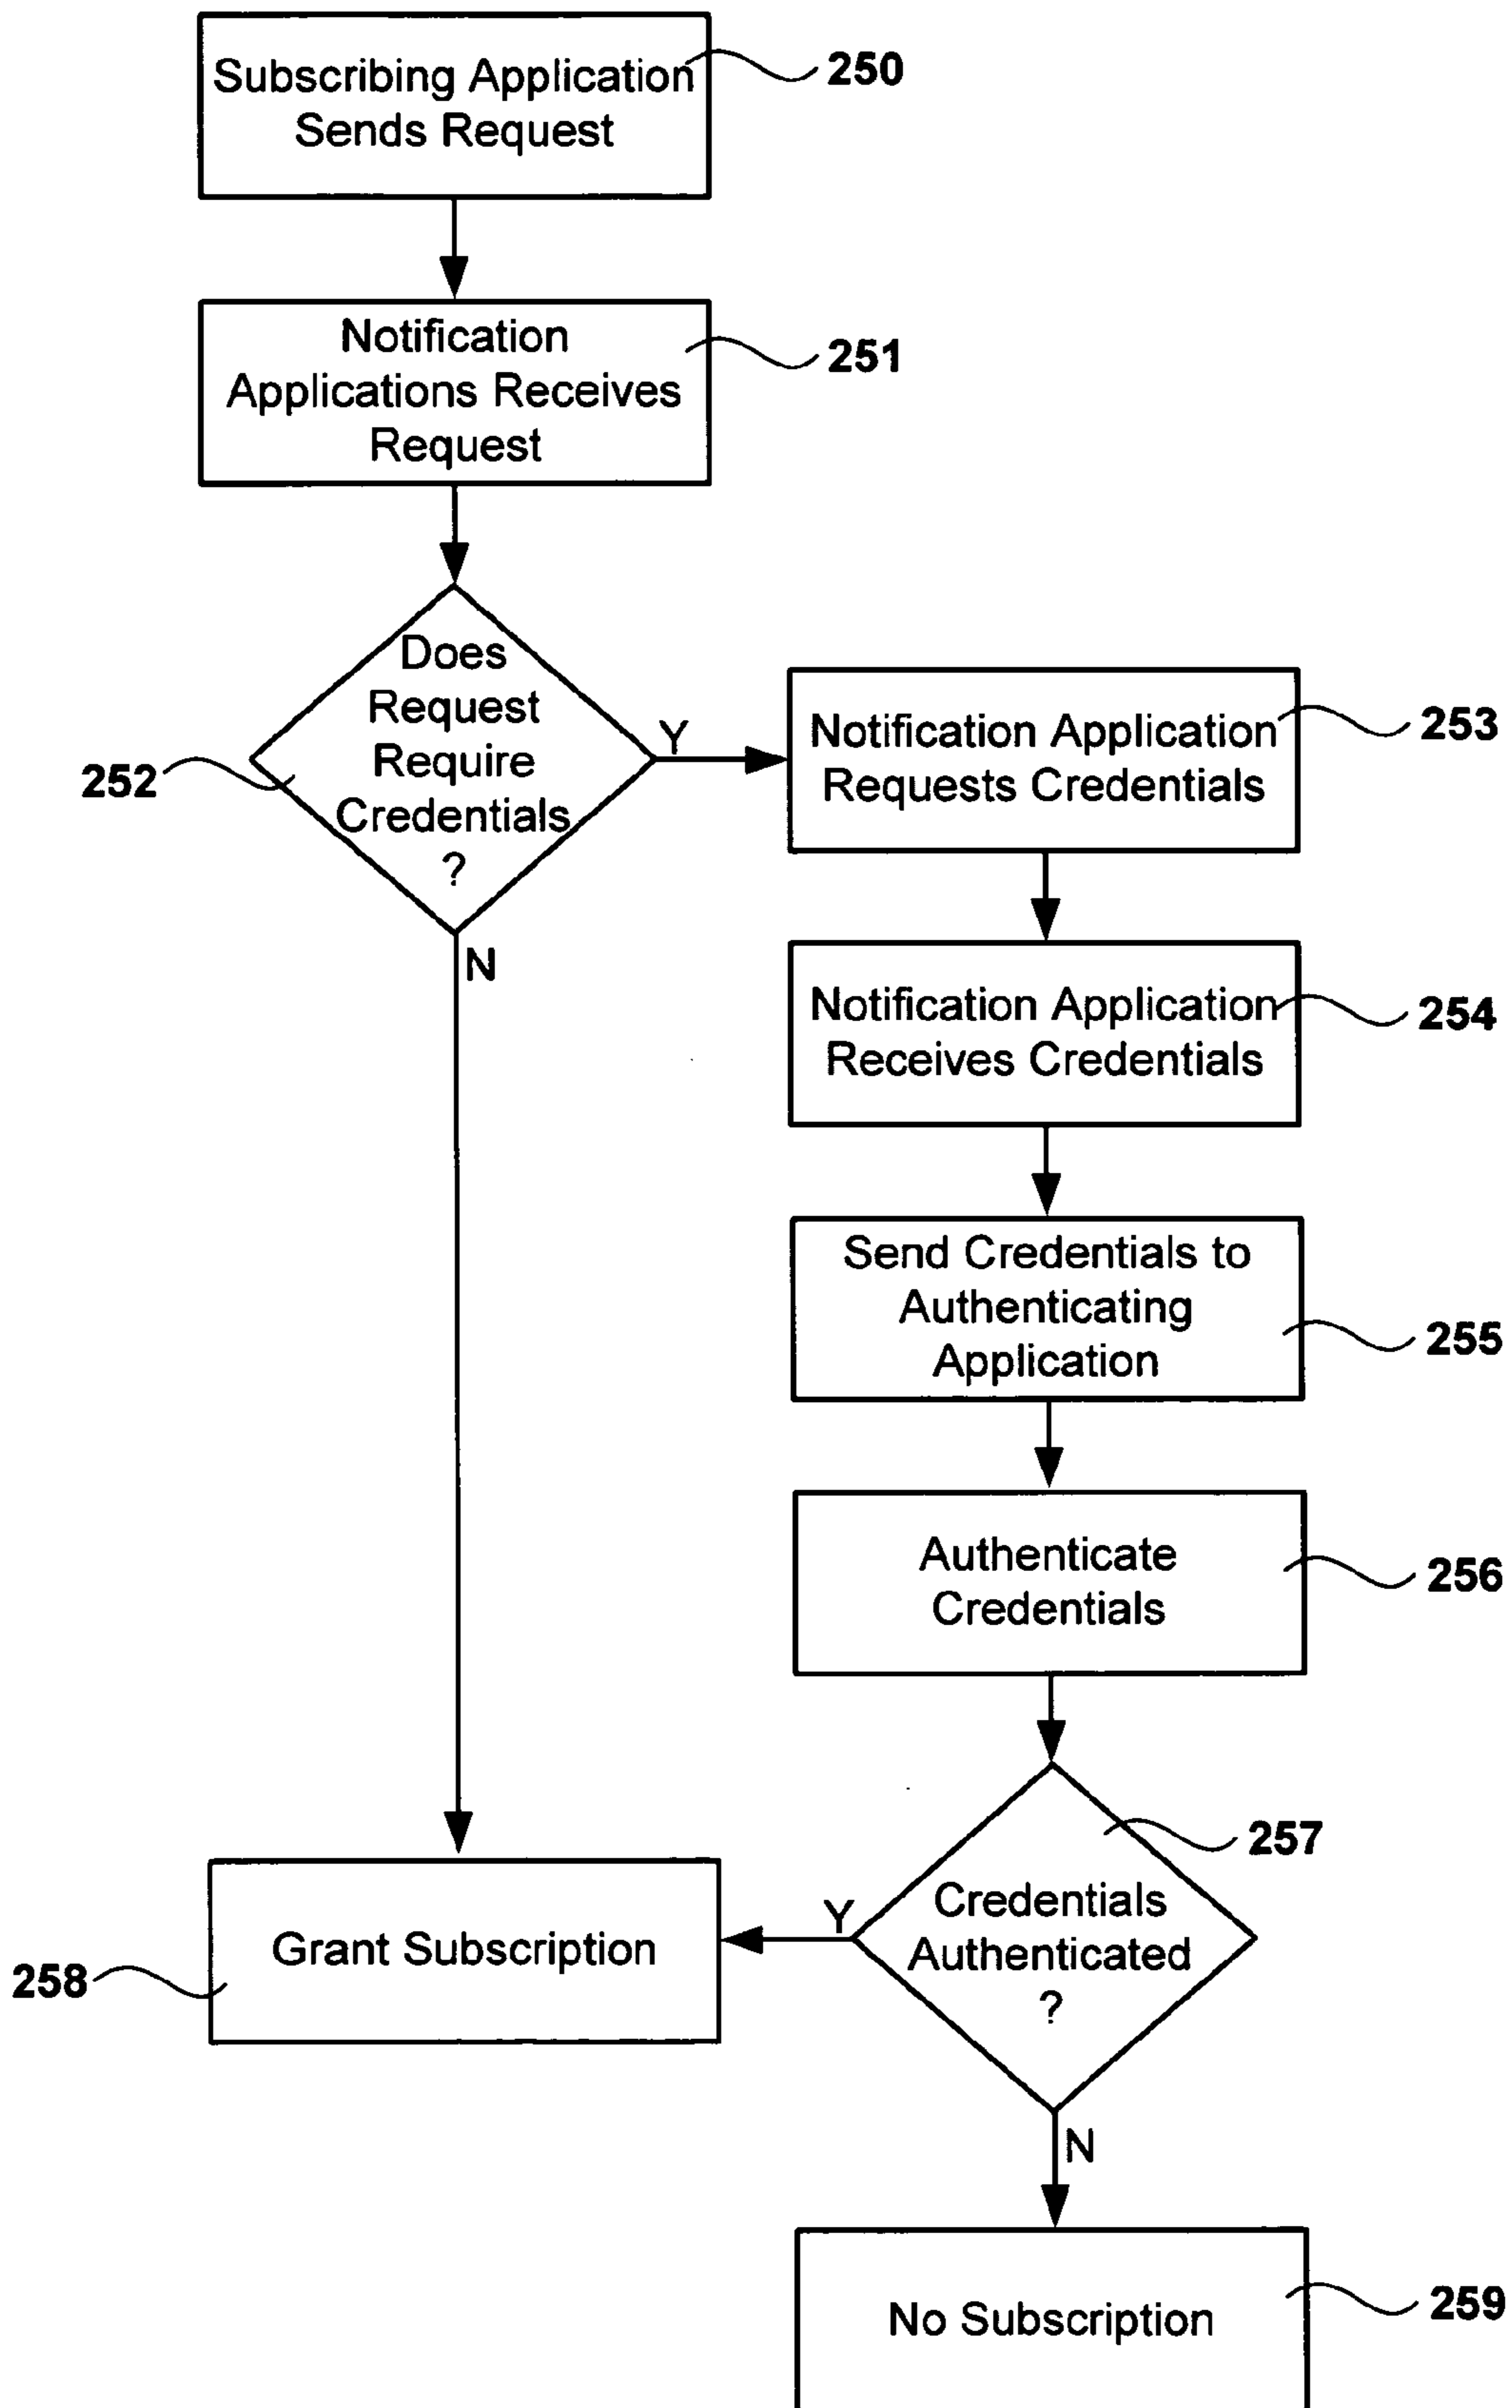 Subscribing Application
Sends Request
250
Notification
Applications Receives
Request
251
Does
Request
Require
Credentials
?
252
Y
N
Notification Application
Requests Credentials
253
Notification Application
Receives Credentials
254
Send Credentials to
Authenticating
Application
255
Authenticate
Credentials
256
257
Credentials
Authenticated
?
Y
N
Grant Subscription
258
No Subscription
259